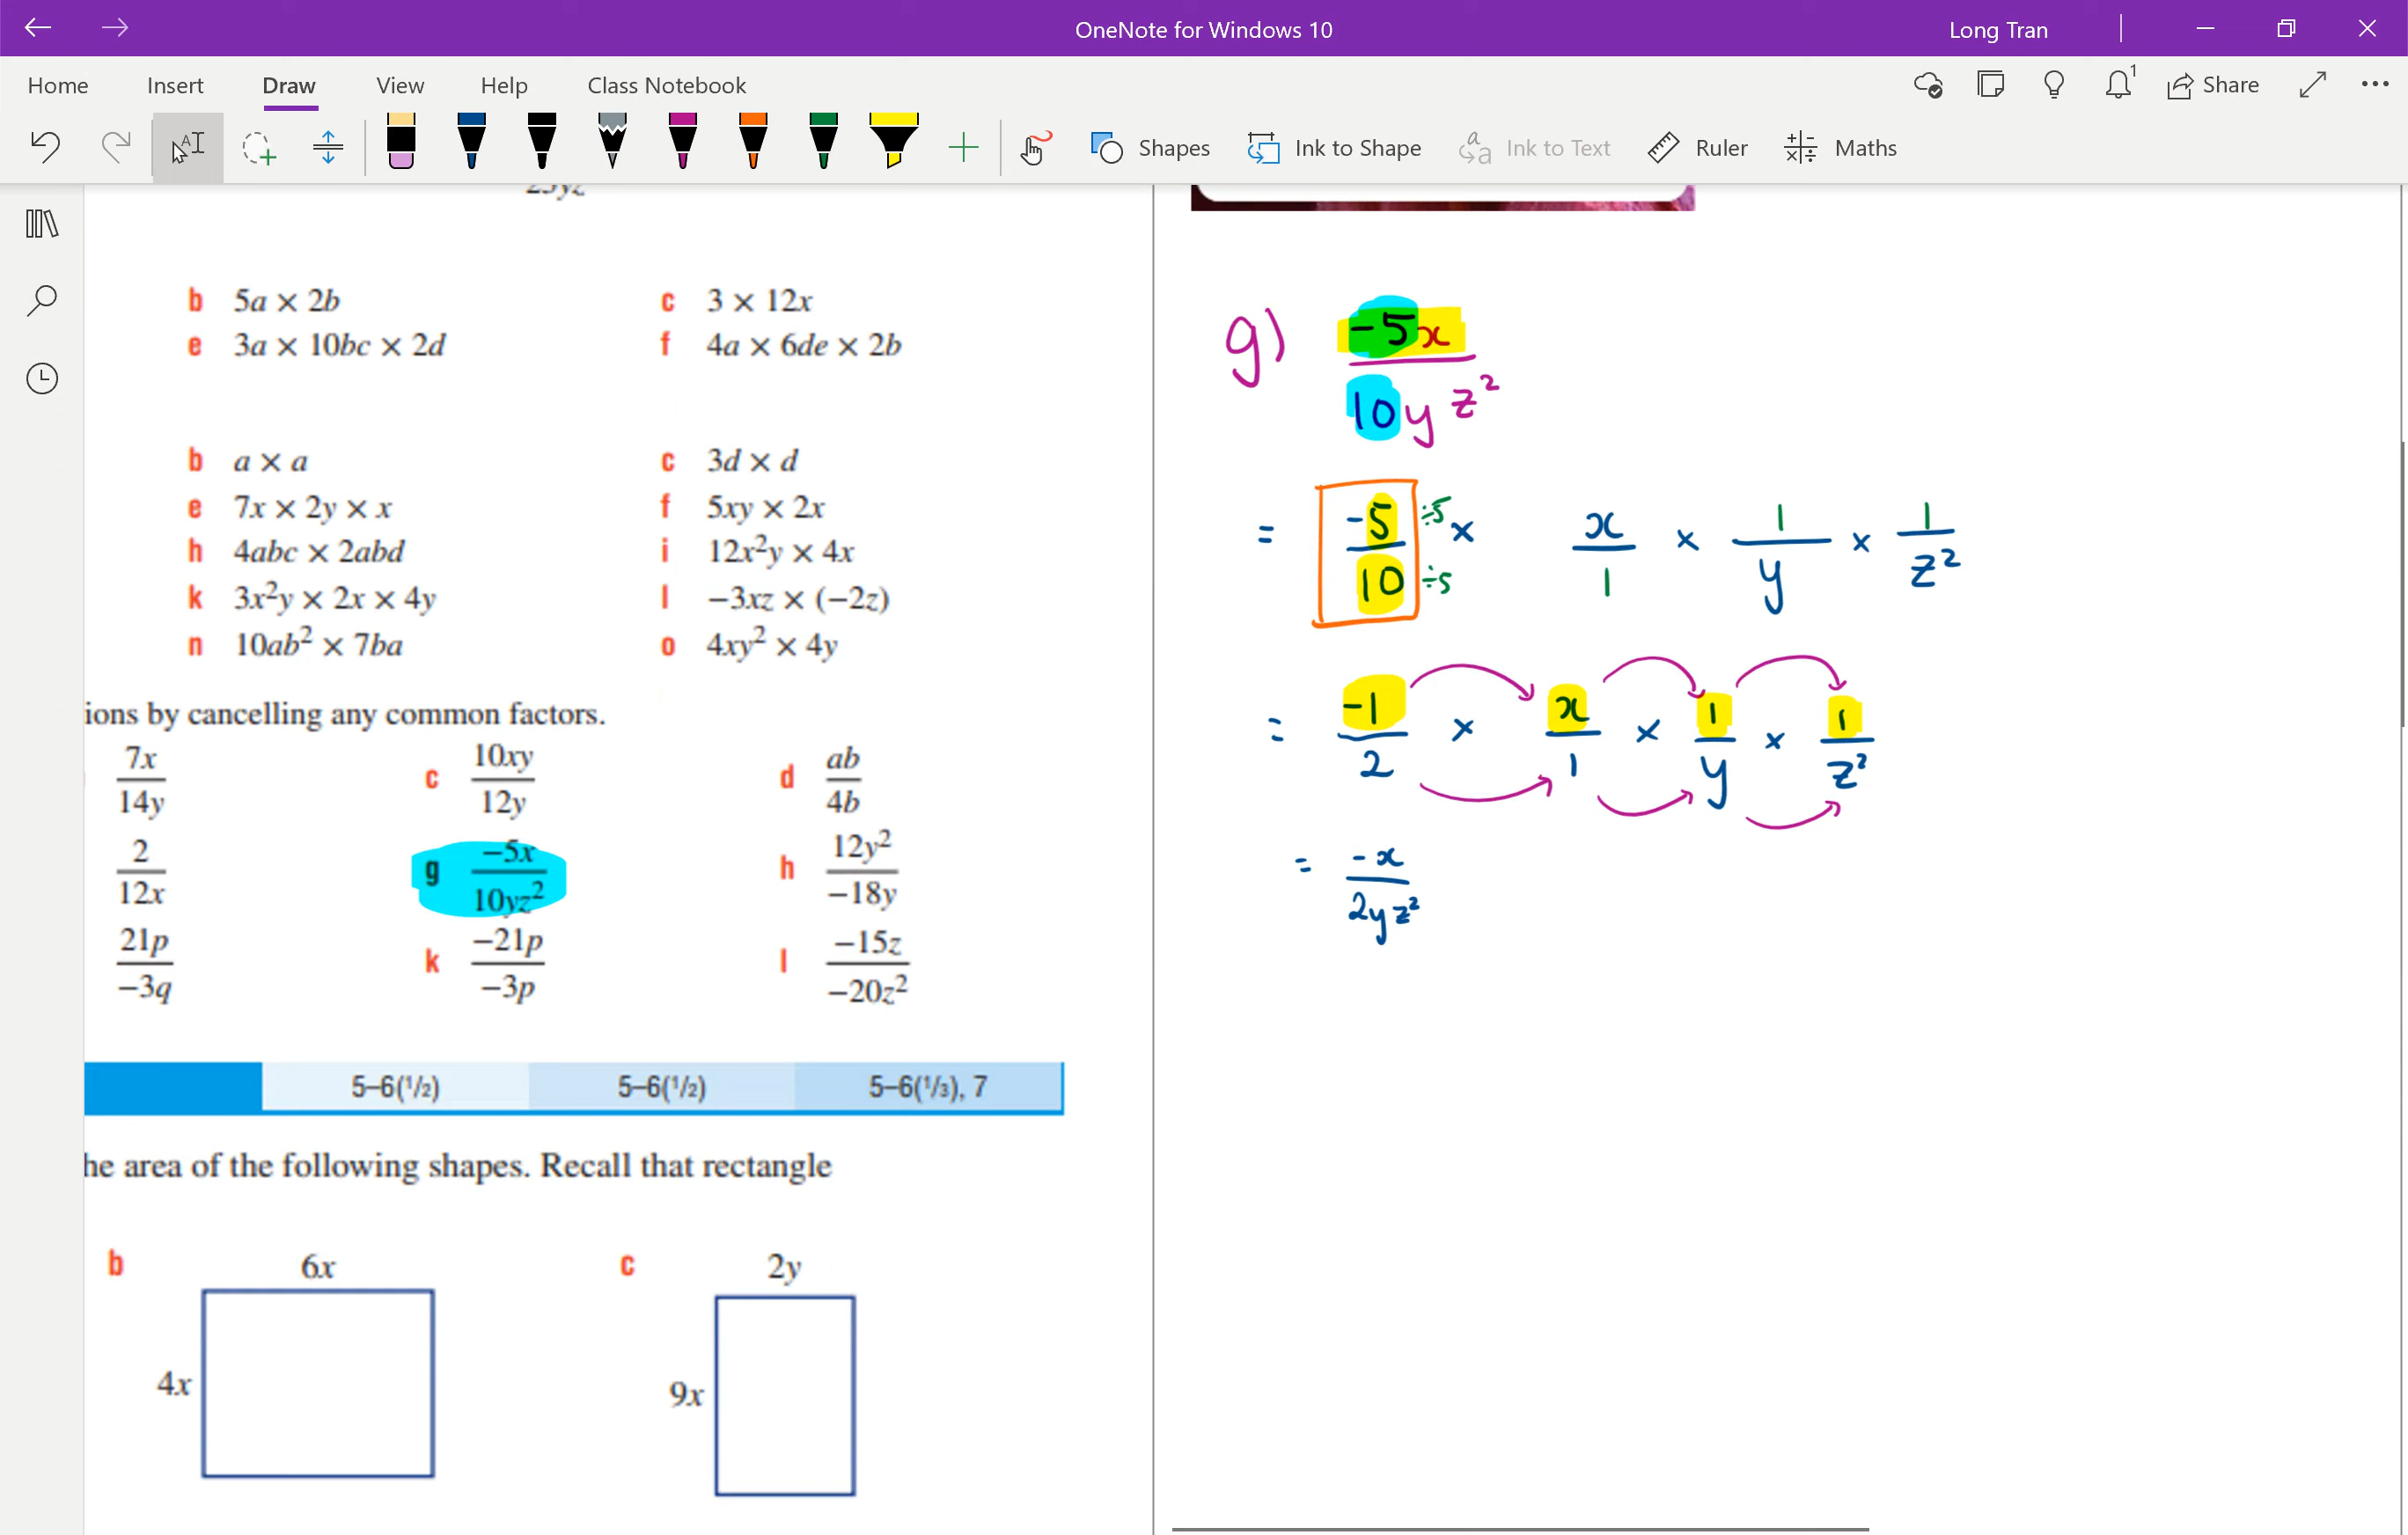 OneNote for Windows 10
Long Tran
Home Insert Draw View Help Class Notebook
1
Share
Shapes Ink to Shape Ink to Text Ruler Maths
b 5a × 2b c 3 × 12x
e 3a × 10bc × 2d f 4a × 6de × 2b
b a × a c 3d × d
e 7x × 2y × x f 5xy × 2x
h 4abc × 2abd i 12x²y × 4x
k 3x²y × 2x × 4y l −3xz × (−2z)
n 10ab² × 7ba o 4xy² × 4y
ions by cancelling any common factors.
7x/14y c 10xy/12y d ab/4b
2/12x g −5x/10yz² h 12y²/−18y
21p/−3q k −21p/−3p l −15z/−20z²
5–6(1/2) 5–6(1/2) 5–6(1/3), 7
he area of the following shapes. Recall that rectangle
b 6x c 2y
4x 9x
g) -5x/10yz²
= -5/10 ÷5 ÷5 × x/1 × 1/y × 1/z²
= -1/2 × x/1 × 1/y × 1/z²
= -x/2yz²